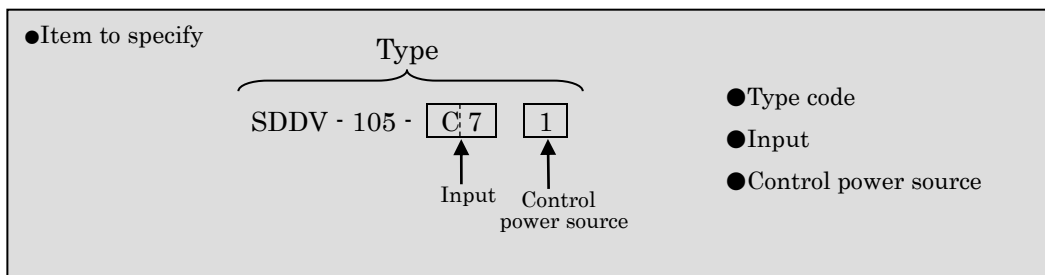 ●Item to specify
Type
SDDV - 105 - C 7 1
Input
Control
power source
●Type code
●Input
●Control power source